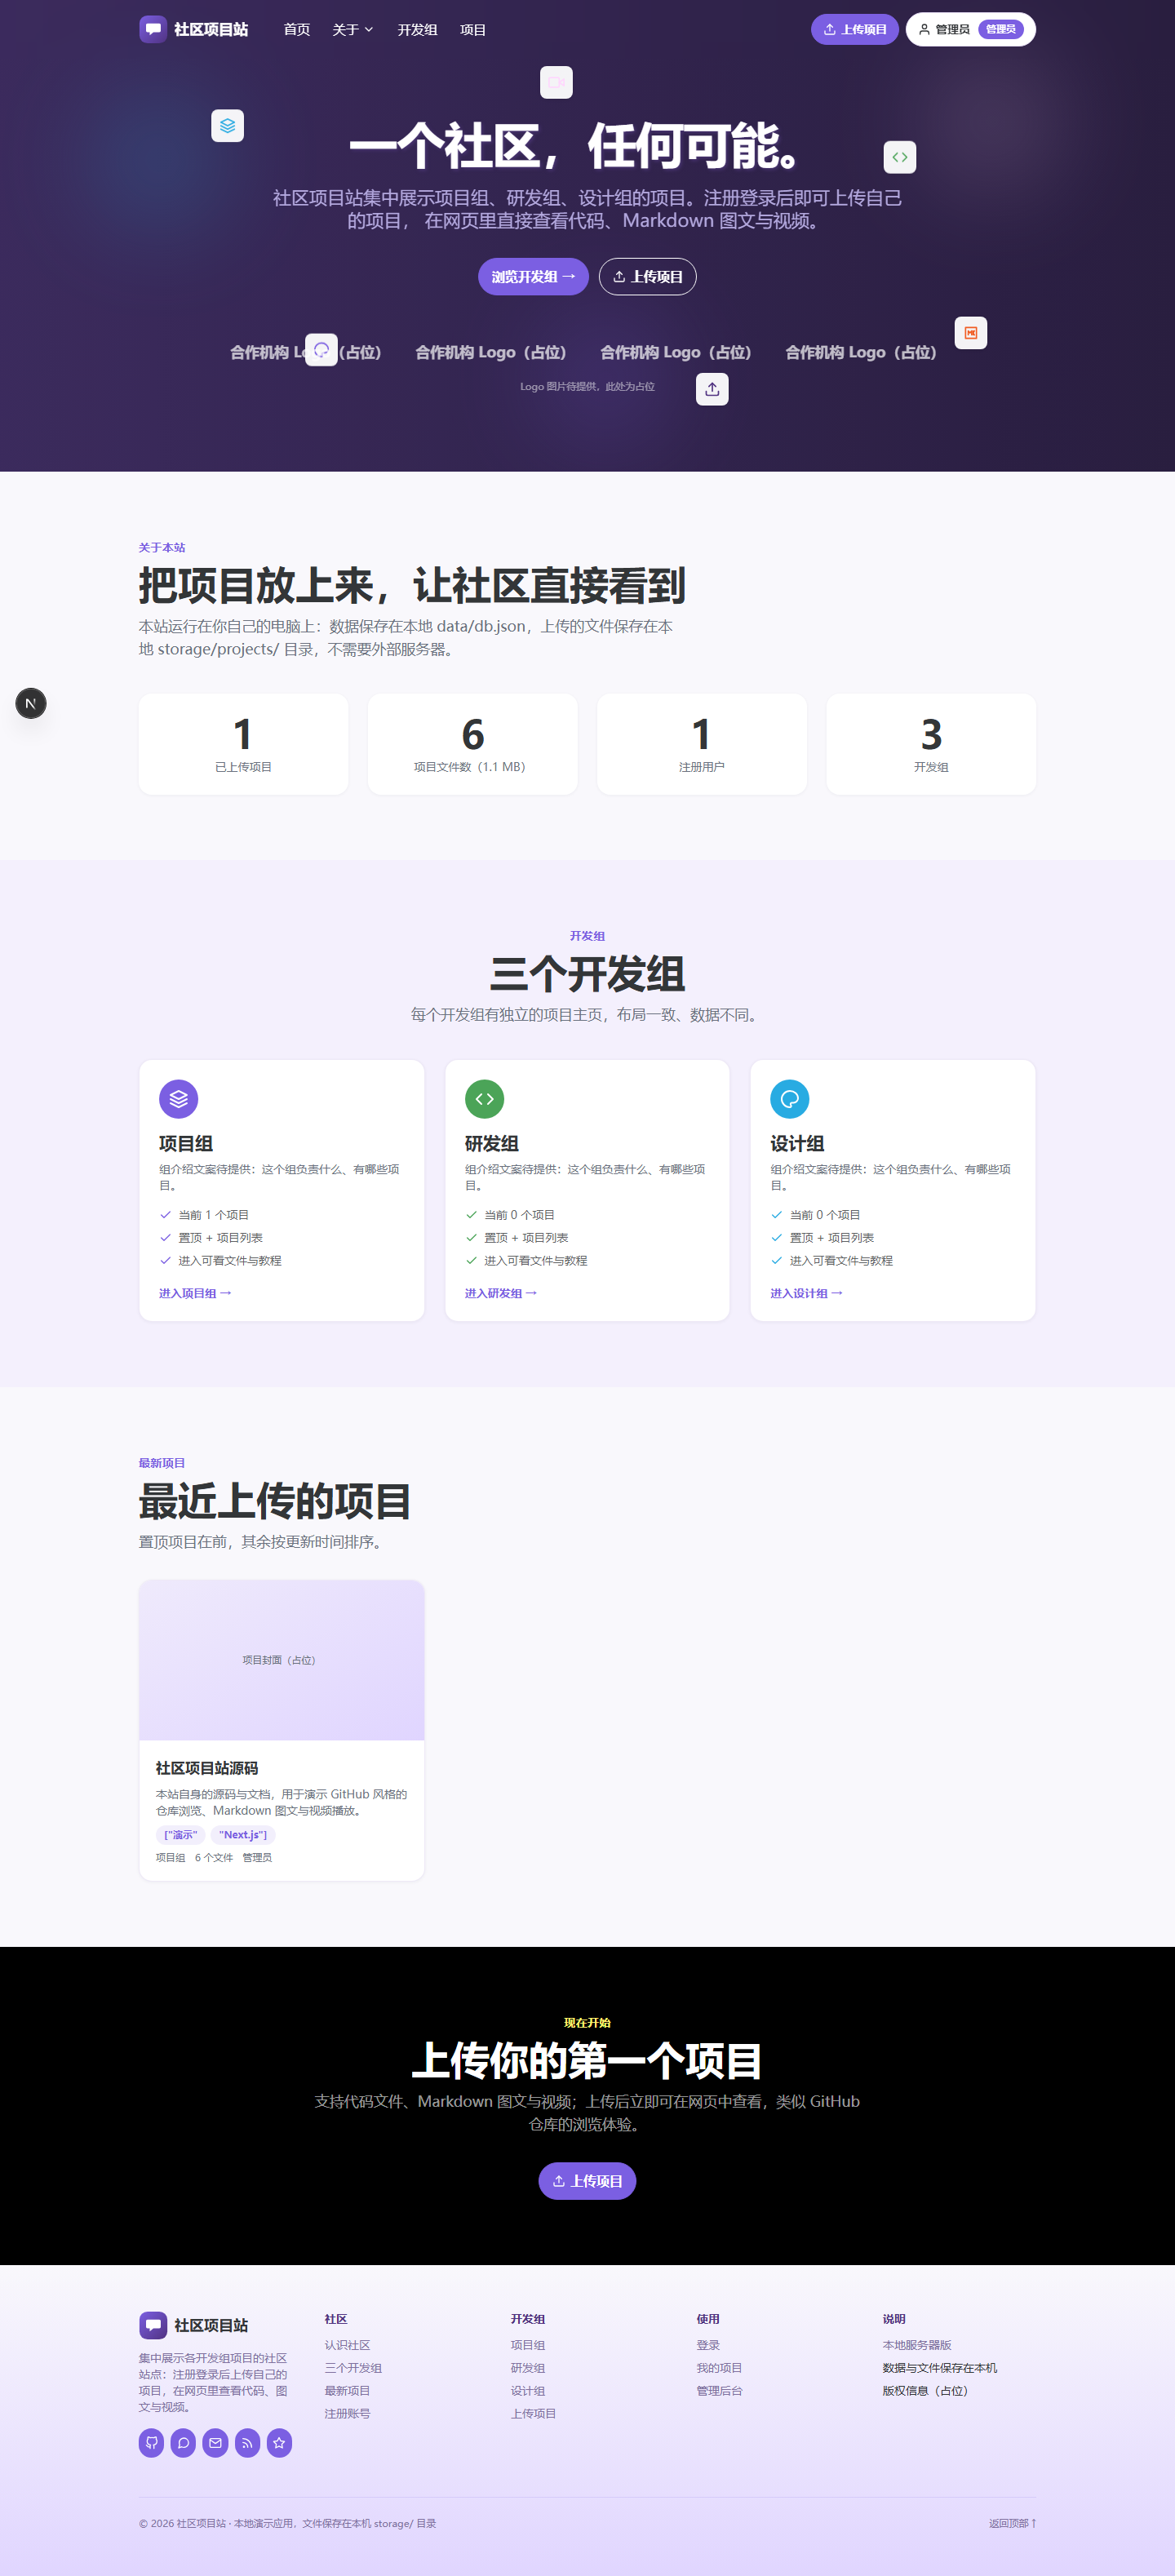 社区项目站
首页
关于
开发组
项目
上传项目
管理员
管理员
一个社区，任何可能。
社区项目站集中展示项目组、研发组、设计组的项目。注册登录后即可上传自己
的项目， 在网页里直接查看代码、Markdown 图文与视频。
浏览开发组 →
上传项目
合作机构 Lo（占位）
合作机构 Logo（占位）
合作机构 Logo（占位）
合作机构 Logo（占位）
Logo 图片待提供，此处为占位
关于本站
把项目放上来，让社区直接看到
本站运行在你自己的电脑上：数据保存在本地 data/db.json，上传的文件保存在本
地 storage/projects/ 目录，不需要外部服务器。
N
1
已上传项目
6
项目文件数（1.1 MB）
1
注册用户
3
开发组
开发组
三个开发组
每个开发组有独立的项目主页，布局一致、数据不同。
项目组
组介绍文案待提供：这个组负责什么、有哪些项
目。
当前 1 个项目
置顶 + 项目列表
进入可看文件与教程
进入项目组 →
研发组
组介绍文案待提供：这个组负责什么、有哪些项
目。
当前 0 个项目
置顶 + 项目列表
进入可看文件与教程
进入研发组 →
设计组
组介绍文案待提供：这个组负责什么、有哪些项
目。
当前 0 个项目
置顶 + 项目列表
进入可看文件与教程
进入设计组 →
最新项目
最近上传的项目
置顶项目在前，其余按更新时间排序。
项目封面（占位）
社区项目站源码
本站自身的源码与文档，用于演示 GitHub 风格的
仓库浏览、Markdown 图文与视频播放。
["演示" "Next.js"]
项目组 6 个文件 管理员
现在开始
上传你的第一个项目
支持代码文件、Markdown 图文与视频；上传后立即可在网页中查看，类似 GitHub
仓库的浏览体验。
上传项目
社区项目站
集中展示各开发组项目的社区
站点：注册登录后上传自己的
项目，在网页里查看代码、图
文与视频。
社区
认识社区
三个开发组
最新项目
注册账号
开发组
项目组
研发组
设计组
上传项目
使用
登录
我的项目
管理后台
说明
本地服务器版
数据与文件保存在本机
版权信息（占位）
© 2026 社区项目站 · 本地演示应用，文件保存在本机 storage/ 目录
返回顶部 ↑